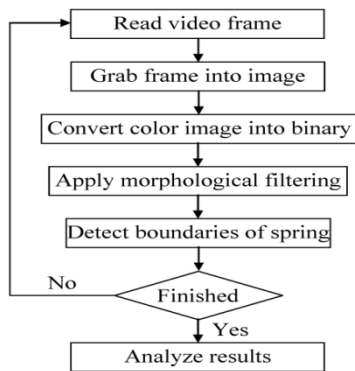 Read video frame
Grab frame into image
Convert color image into binary
Apply morphological filtering
Detect boundaries of spring
No
Finished
Yes
Analyze results